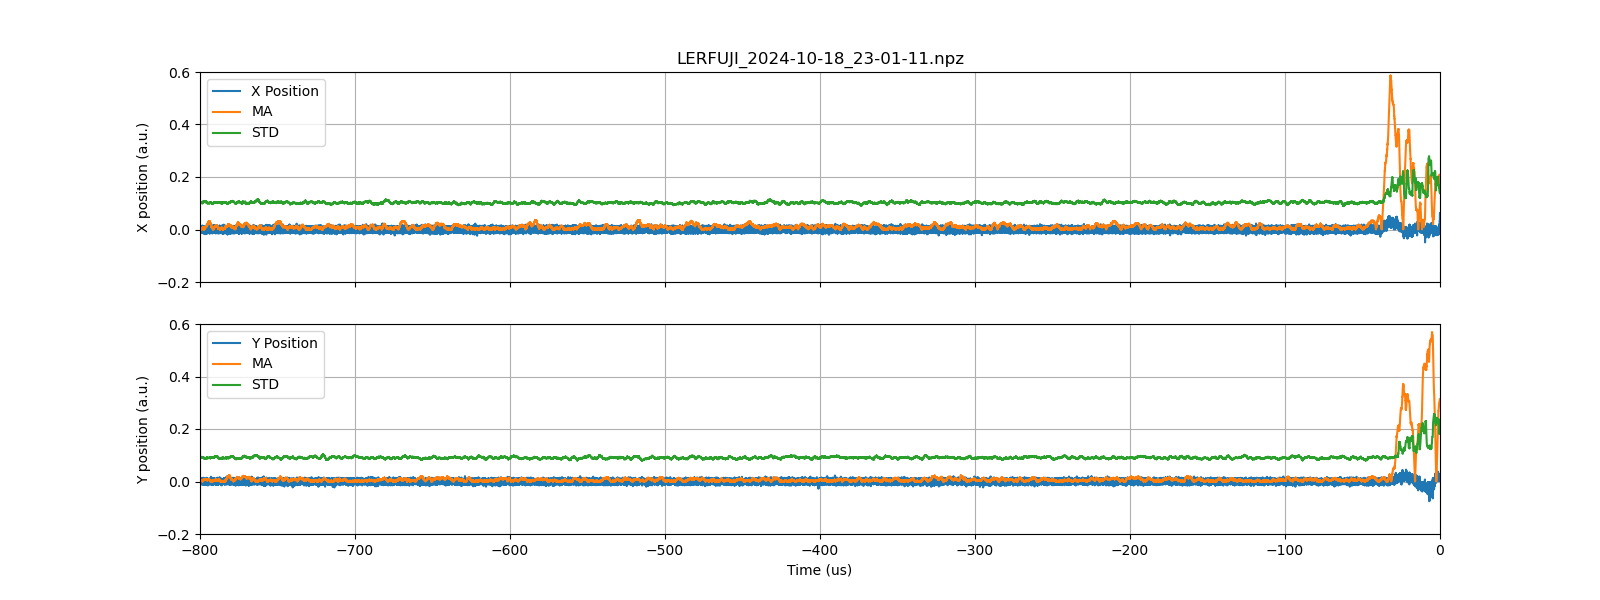 LERFUJI_2024-10-18_23-01-11.npz
0.6
0.4
0.2
0.0
−0.2
X position (a.u.)
X Position
MA
STD
0.6
0.4
0.2
0.0
−0.2
Y position (a.u.)
Y Position
MA
STD
−800 −700 −600 −500 −400 −300 −200 −100 0
Time (us)